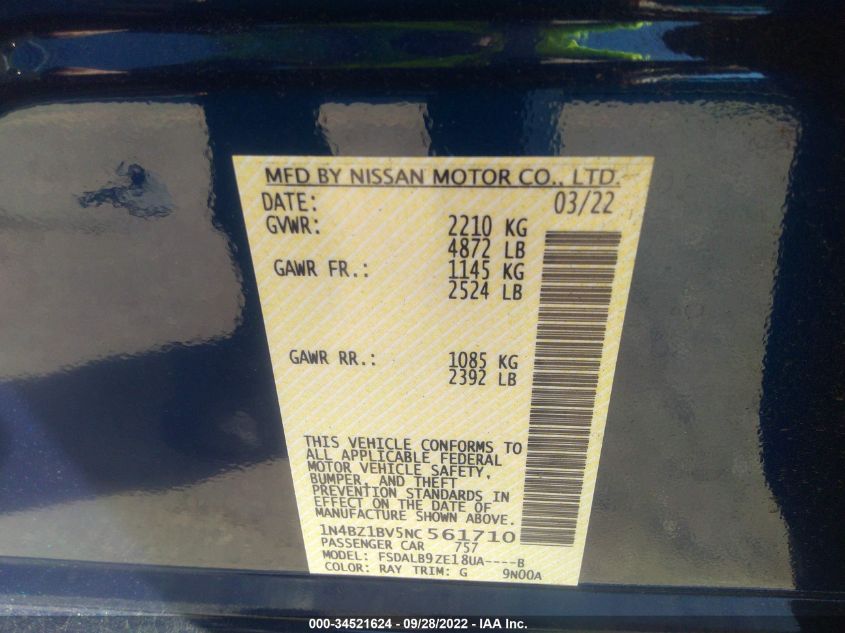 MFD BY NISSAN MOTOR CO., LTD.
DATE: 03/22
GVWR: 2210 KG
4872 LB
GAWR FR.: 1145 KG
2524 LB
GAWR RR.: 1085 KG
2392 LB
THIS VEHICLE CONFORMS TO
ALL APPLICABLE FEDERAL
MOTOR VEHICLE SAFETY,
BUMPER, AND THEFT
PREVENTION STANDARDS IN
EFFECT ON THE DATE OF
MANUFACTURE SHOWN ABOVE.
1N4BZ1BV5NC561710
PASSENGER CAR 757
MODEL: FSDALB9ZE18UA----B
COLOR: RAY TRIM: G 9N00A
000-34521624 / 09/28/2022 - IAA Inc.